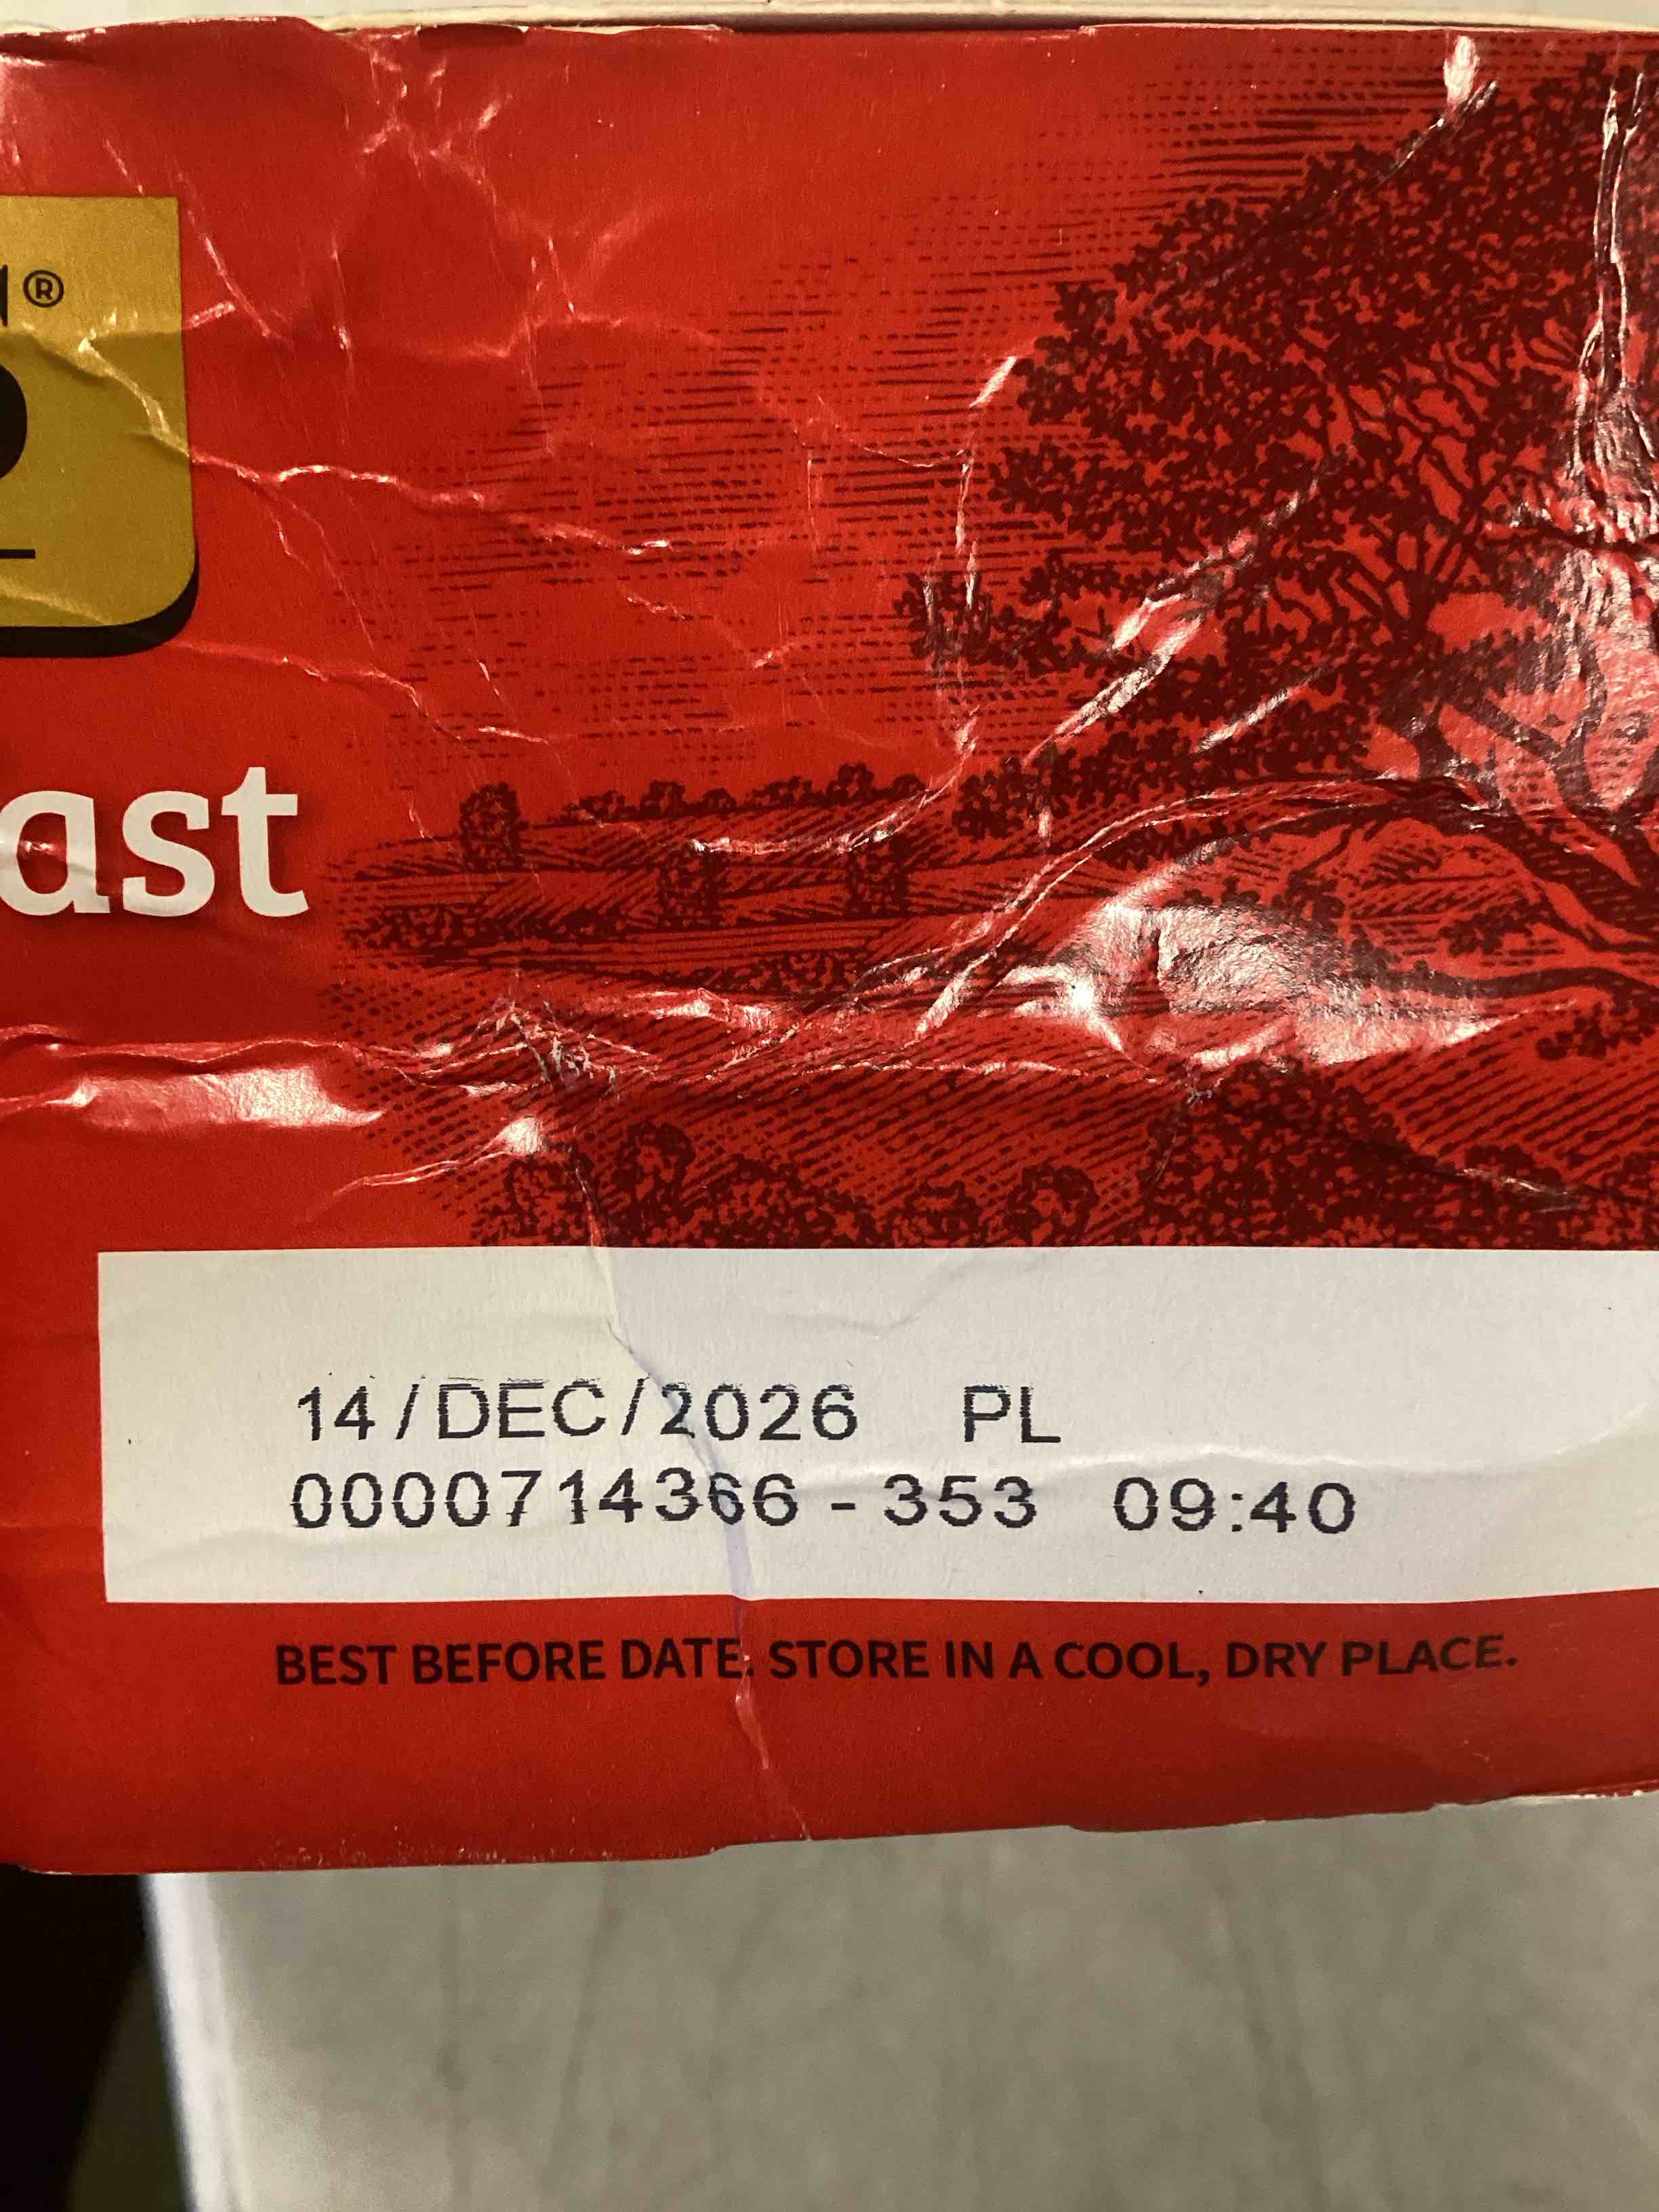 ®
ast
14/DEC/2026 PL
0000714366-353 09:40
BEST BEFORE DATE. STORE IN A COOL, DRY PLACE.